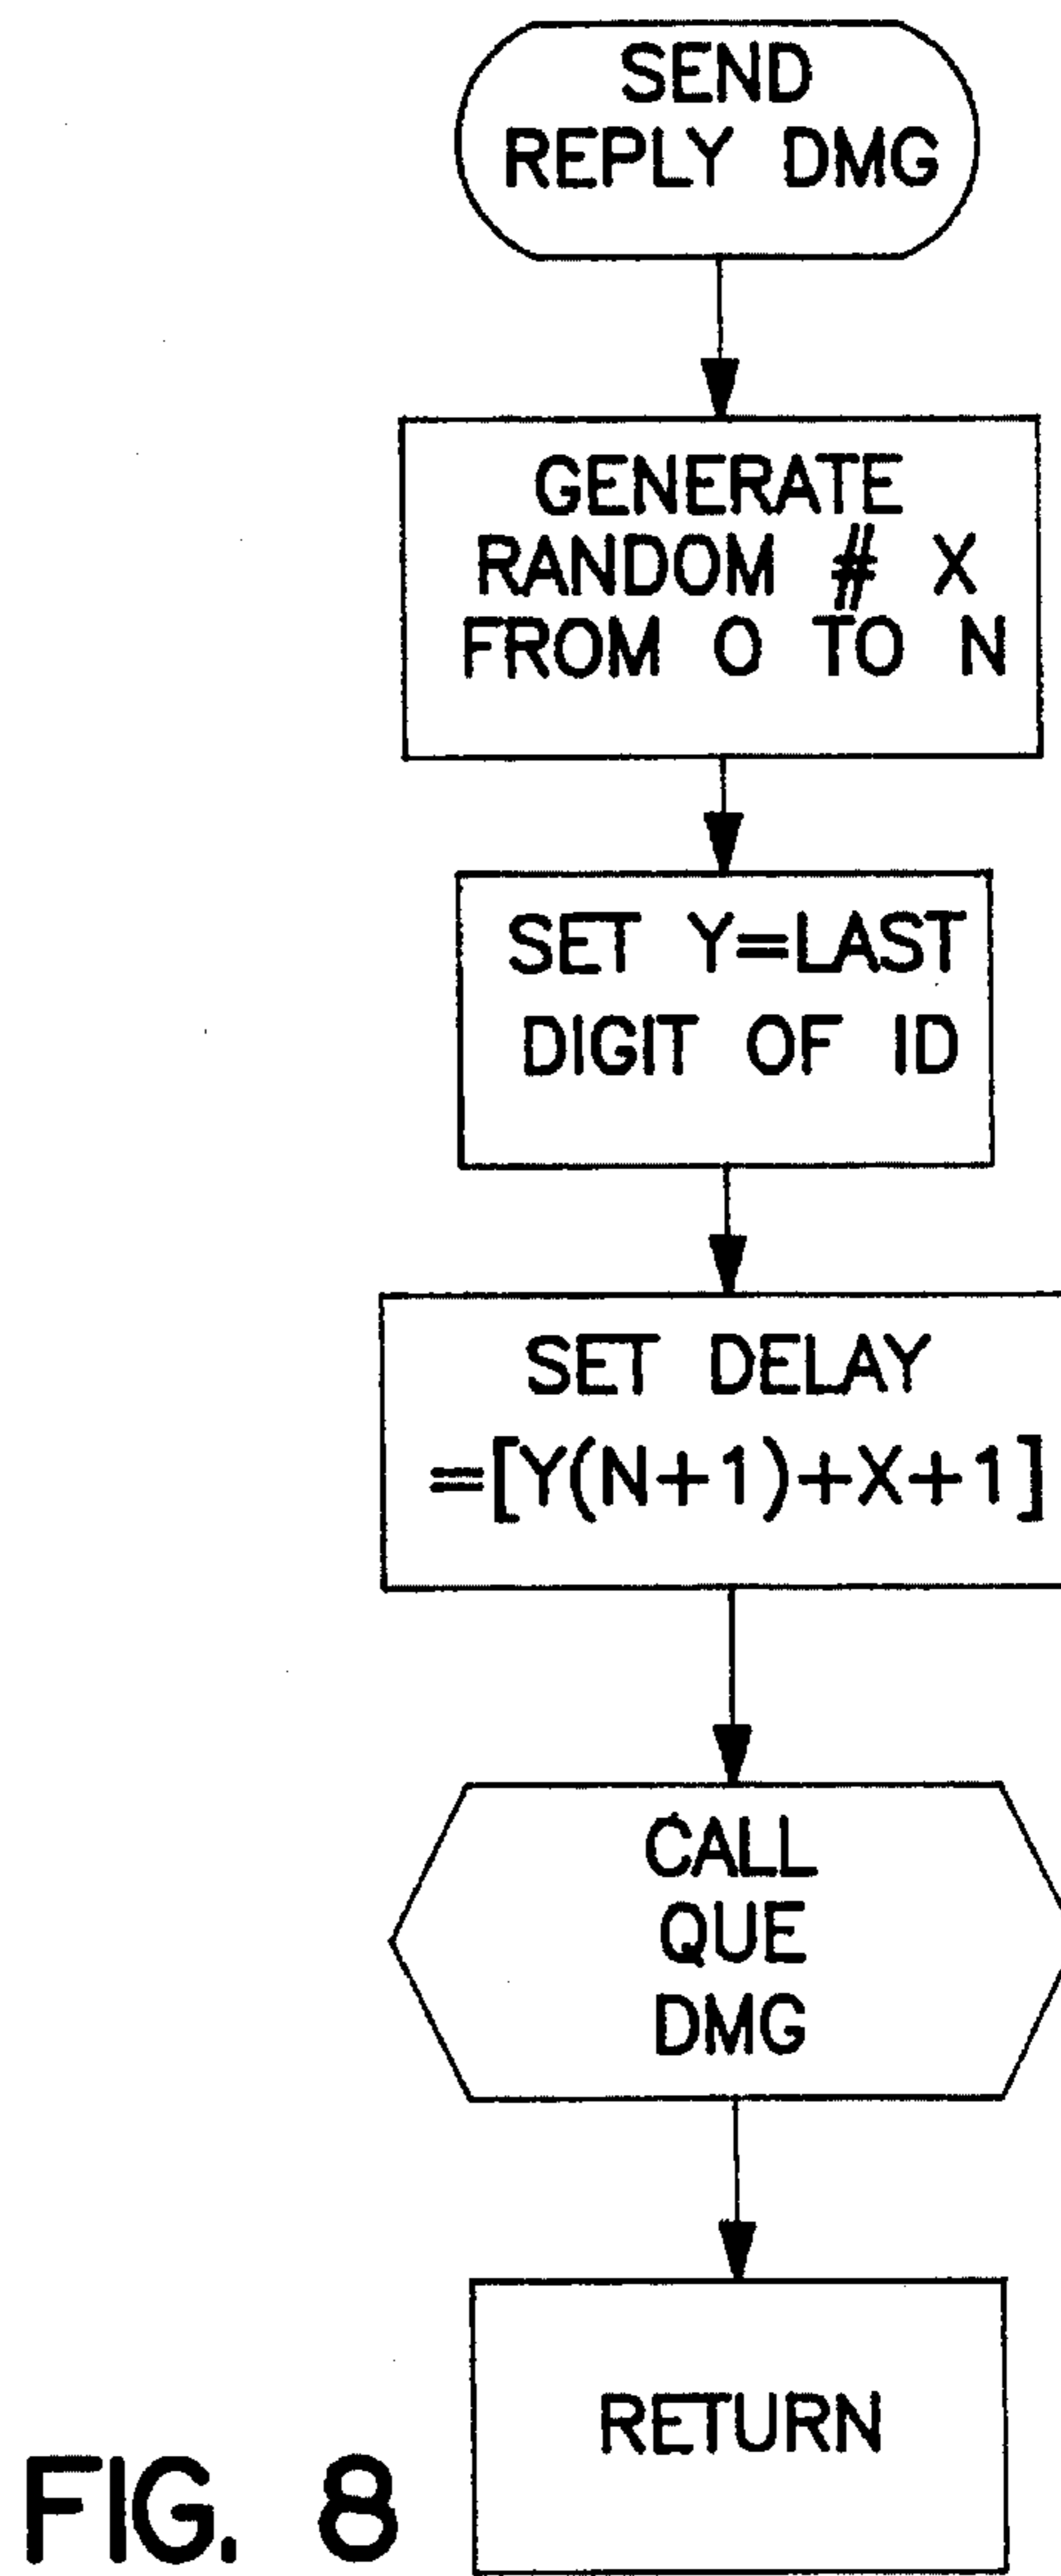 SEND
REPLY DMG
GENERATE
RANDOM # X
FROM 0 TO N
SET Y=LAST
DIGIT OF ID
SET DELAY
=[Y(N+1)+X+1]
CALL
QUE
DMG
RETURN
FIG. 8